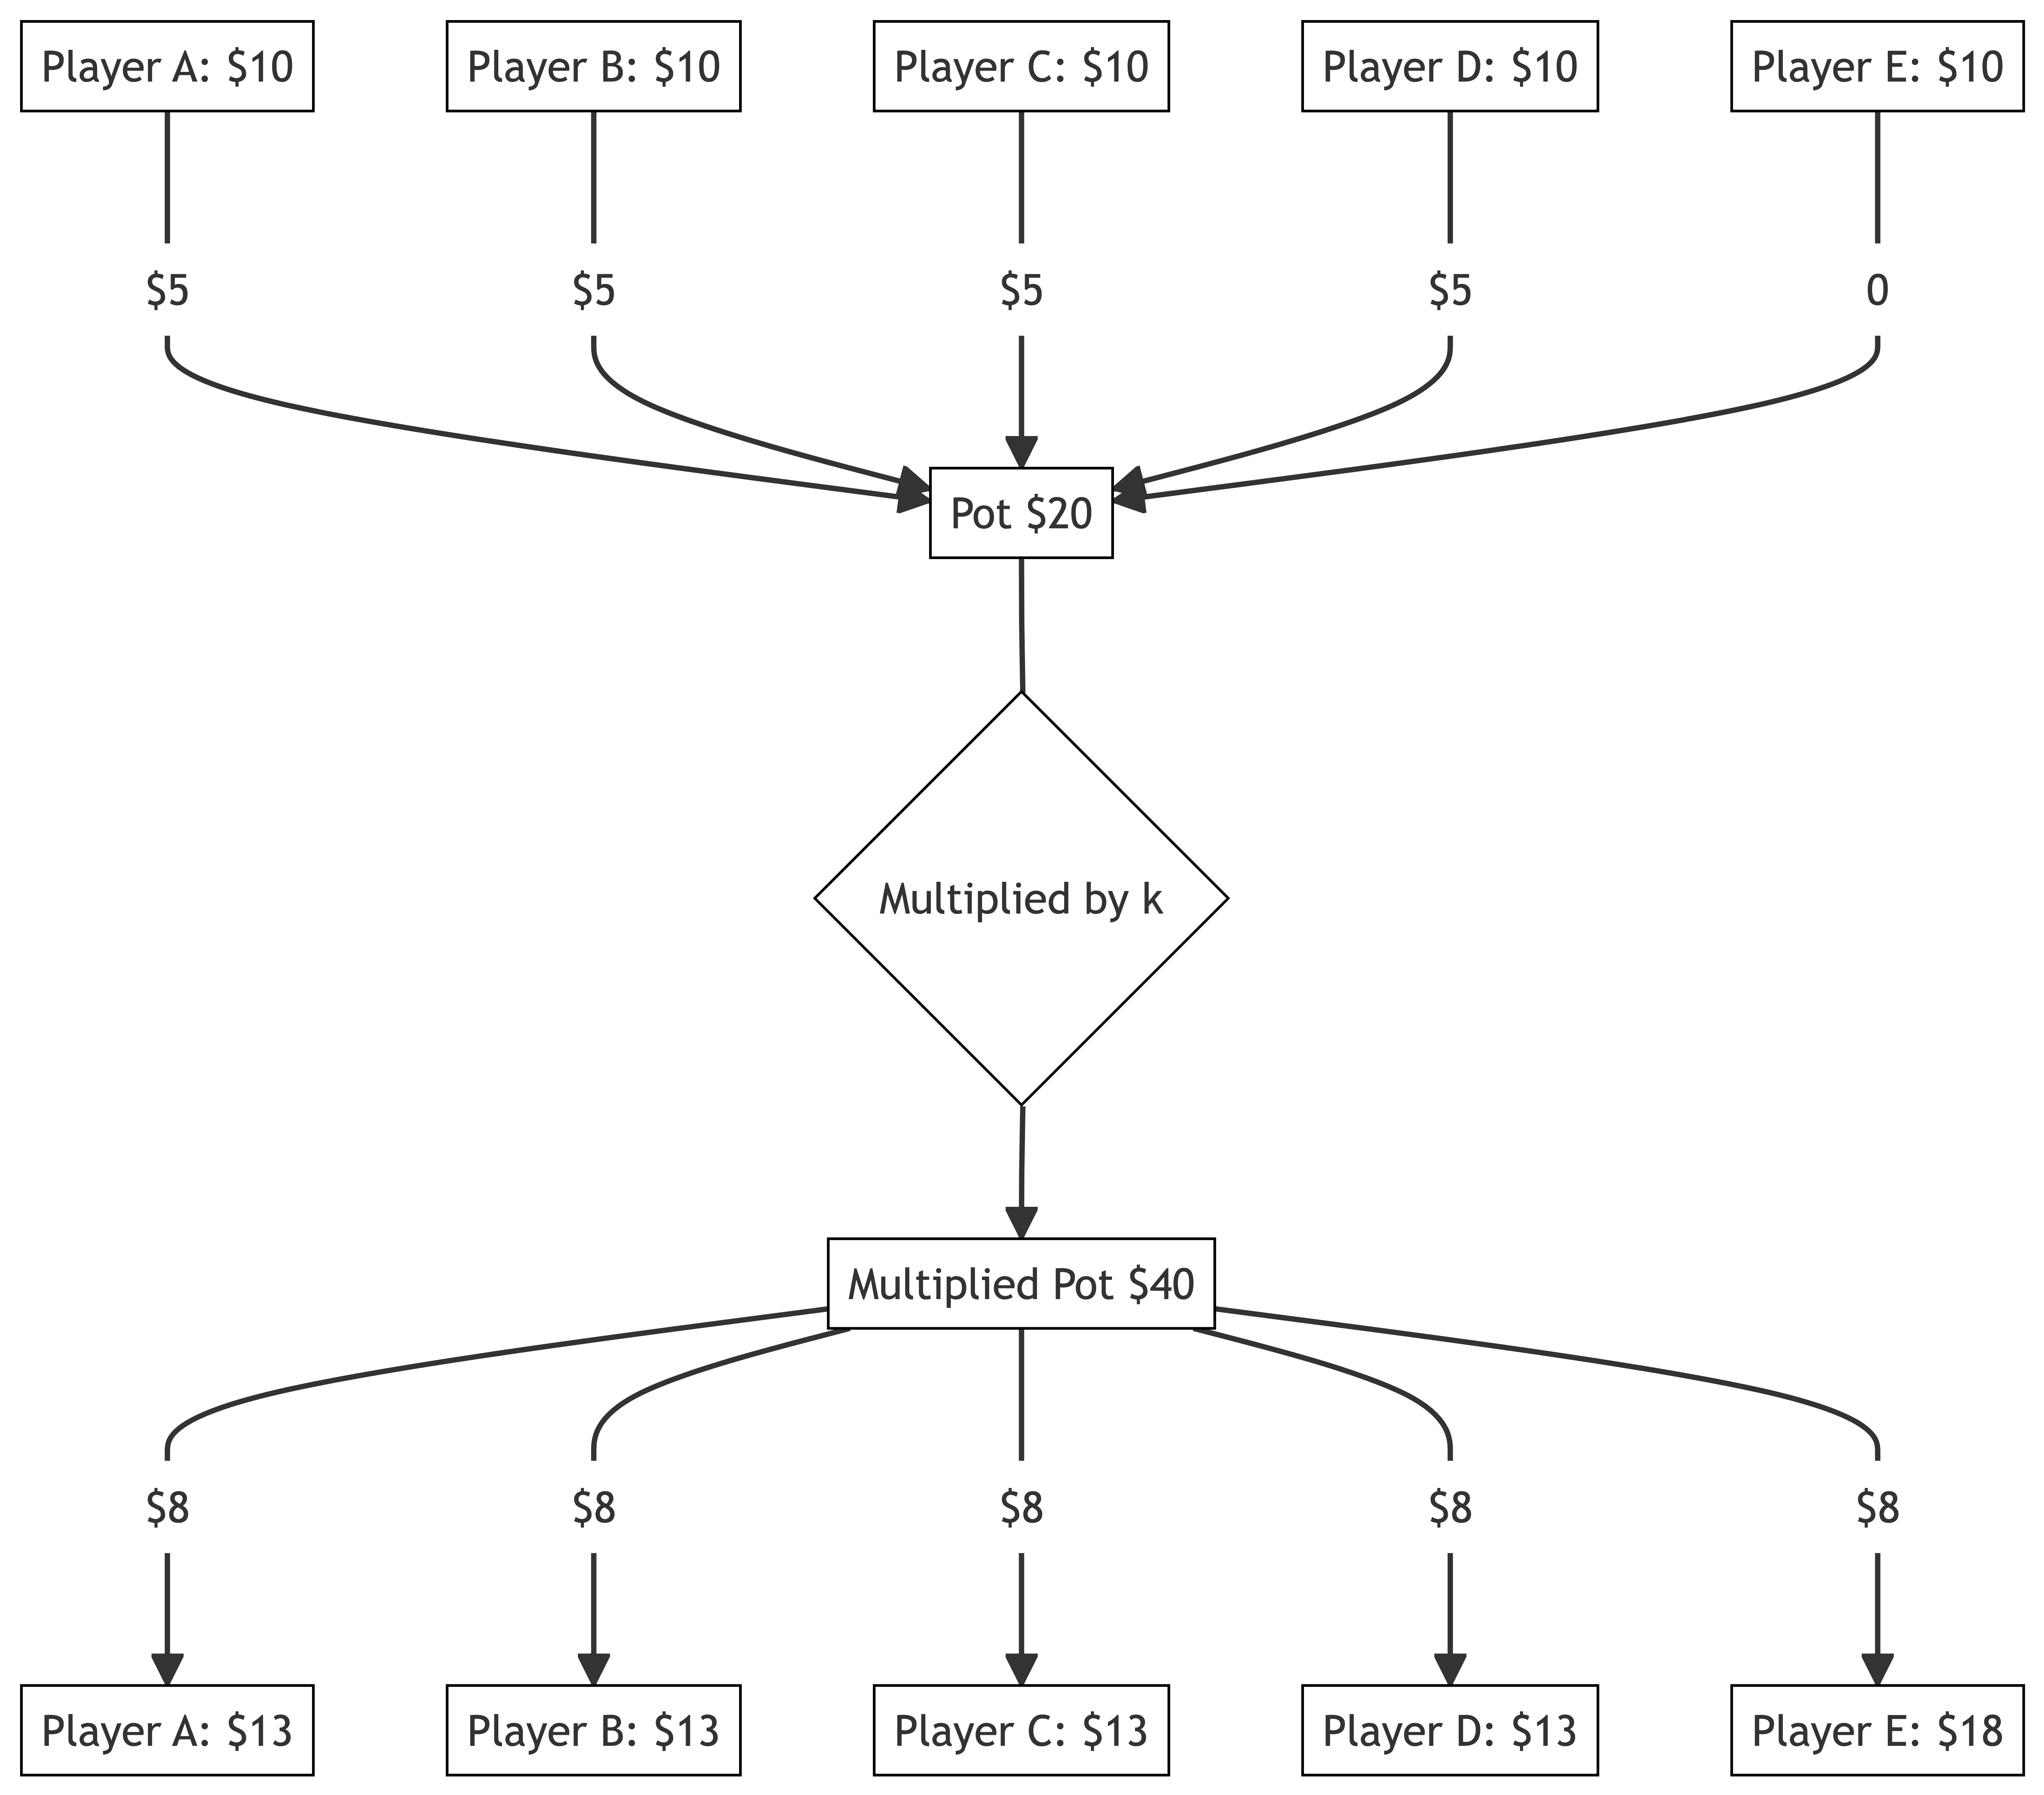 Player A: $10
Player B: $10
Player C: $10
Player D: $10
Player E: $10
$5
$5
$5
$5
0
Pot $20
Multiplied by k
Multiplied Pot $40
$8
$8
$8
$8
$8
Player A: $13
Player B: $13
Player C: $13
Player D: $13
Player E: $18